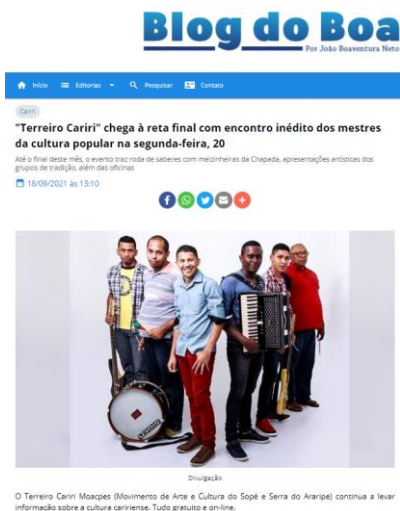 Blog do Boa
Por João Boaventura Neto
Início Editorias Pesquisar Contato
Cariri
"Terreiro Cariri" chega à reta final com encontro inédito dos mestres
da cultura popular na segunda-feira, 20
Até o final deste mês, o evento traz roda de saberes com meizinheiras da Chapada, apresentações artísticas dos
grupos de tradição, além das oficinas
18/09/2021 às 13:10
Divulgação
O Terreiro Cariri Moacpes (Movimento de Arte e Cultura do Sopé e Serra do Araripe) continua a levar
informação sobre a cultura caririense. Tudo gratuito e on-line.